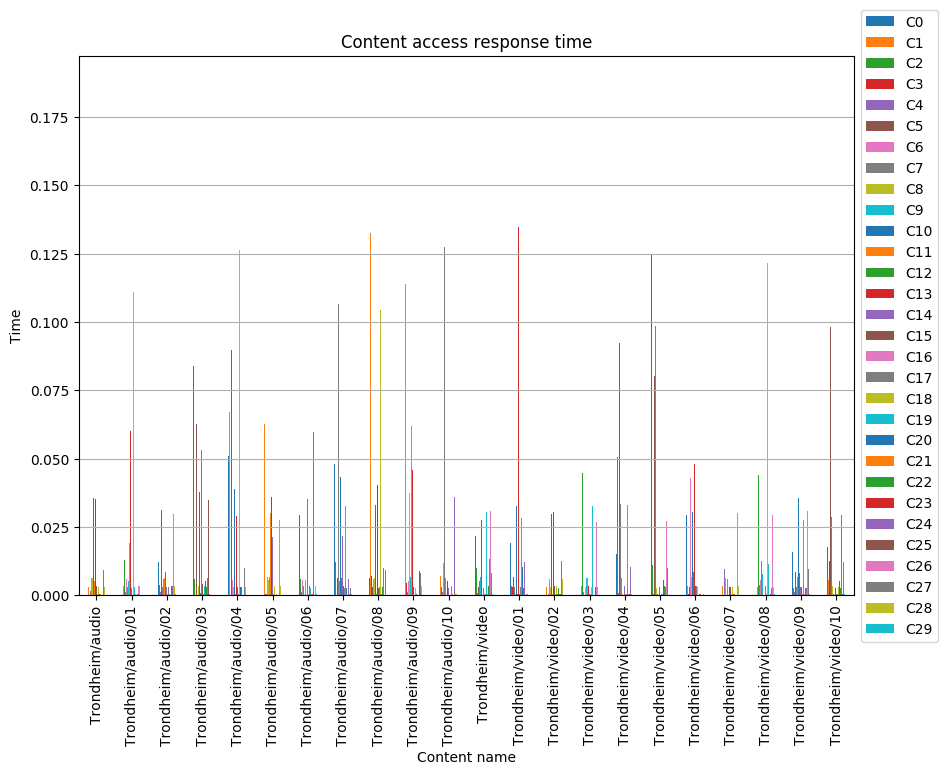 Content access response time
Time
0.175
0.150
0.125
0.100
0.075
0.050
0.025
0.000
Trondheim/audio
Trondheim/audio/01
Trondheim/audio/02
Trondheim/audio/03
Trondheim/audio/04
Trondheim/audio/05
Trondheim/audio/06
Trondheim/audio/07
Trondheim/audio/08
Trondheim/audio/09
Trondheim/audio/10
Trondheim/video
Trondheim/video/01
Trondheim/video/02
Trondheim/video/03
Trondheim/video/04
Trondheim/video/05
Trondheim/video/06
Trondheim/video/07
Trondheim/video/08
Trondheim/video/09
Trondheim/video/10
Content name
C0
C1
C2
C3
C4
C5
C6
C7
C8
C9
C10
C11
C12
C13
C14
C15
C16
C17
C18
C19
C20
C21
C22
C23
C24
C25
C26
C27
C28
C29